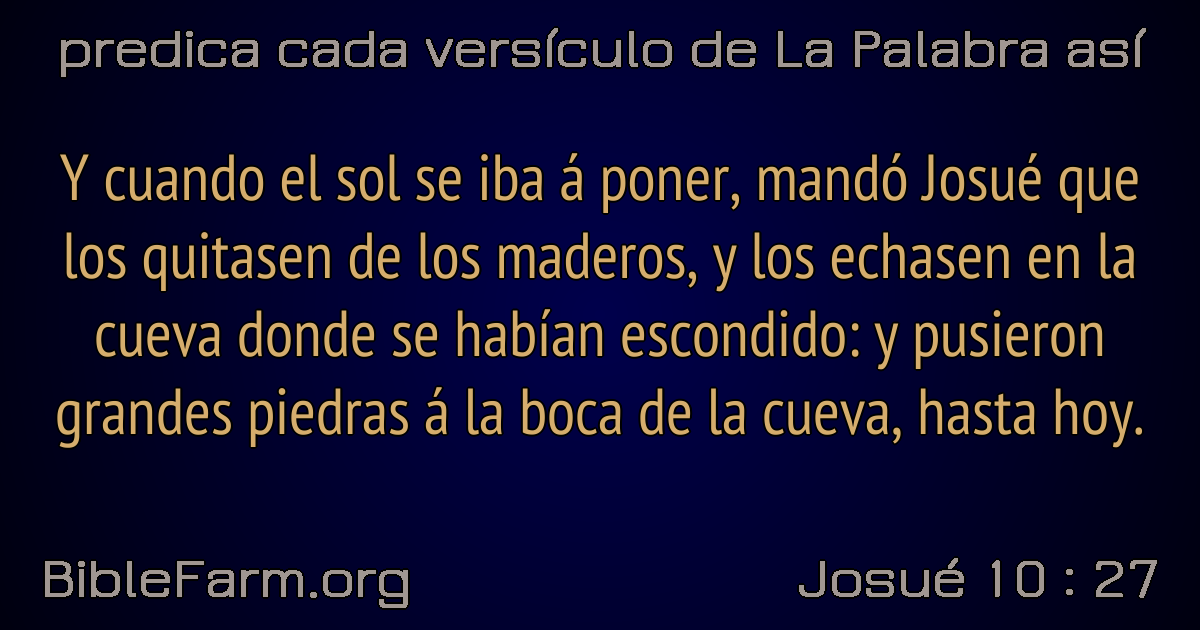 predica cada versículo de La Palabra así
Y cuando el sol se iba á poner, mandó Josué que
los quitasen de los maderos, y los echasen en la
cueva donde se habían escondido: y pusieron
grandes piedras á la boca de la cueva, hasta hoy.
BibleFarm.org
Josué 10 : 27